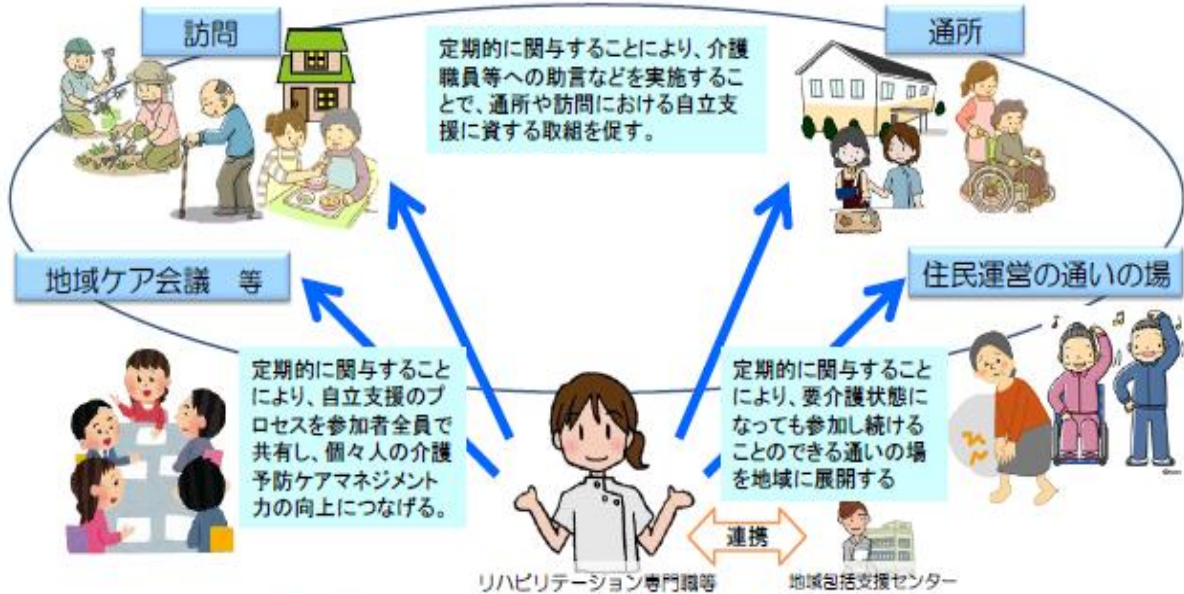 訪問
定期的に関与することにより、介護
職員等への助言などを実施するこ
とで、通所や訪問における自立支
援に資する取組を促す。
通所
地域ケア会議 等
住民運営の通いの場
定期的に関与すること
により、自立支援のプ
ロセスを参加者全員で
共有し、個々人の介護
予防ケアマネジメント
力の向上につなげる。
定期的に関与すること
により、要介護状態に
なっても参加し続ける
ことのできる通いの場
を地域に展開する
連携
リハビリテーション専門職等
地域包括支援センター